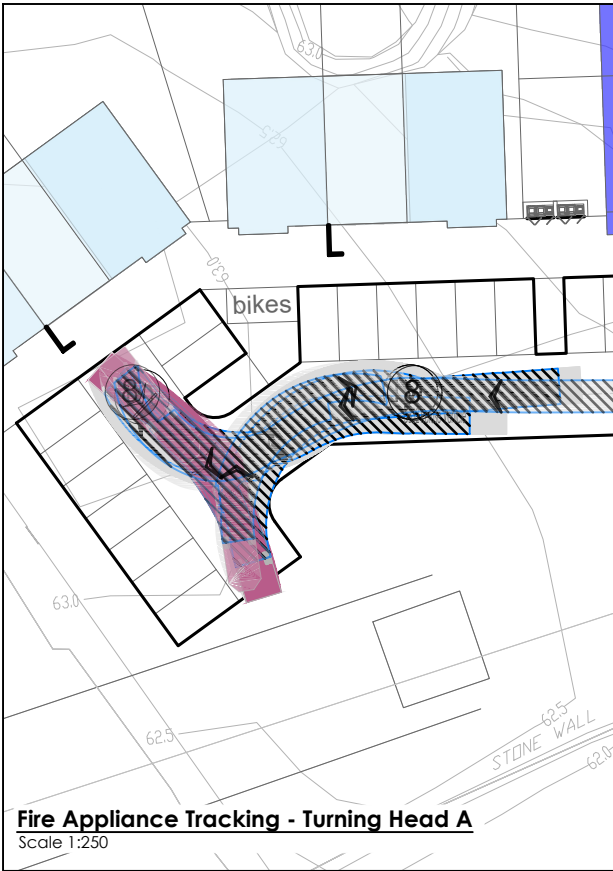 63.0
62.5
63.0
bikes
8
8
63.0
62.5
62.5
STONE WALL
62.0
Fire Appliance Tracking - Turning Head A
Scale 1:250